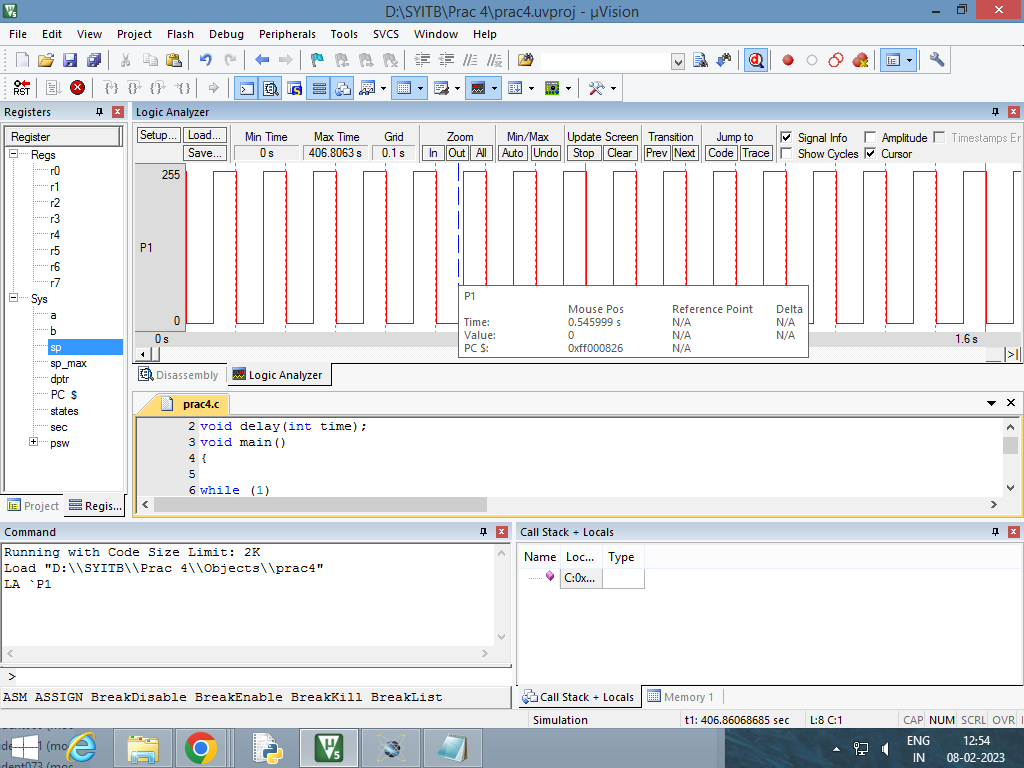 D:\SYITB\Prac 4\prac4.uvproj - µVision
File Edit View Project Flash Debug Peripherals Tools SVCS Window Help
RST
Registers
Logic Analyzer
Register
Regs
r0
r1
r2
r3
r4
r5
r6
r7
Sys
a
b
sp
sp_max
dptr
PC $
states
sec
psw
Project Regis...
Setup... Load... Min Time Max Time Grid Zoom Min/Max Update Screen Transition Jump to Signal Info Amplitude Timestamps Er
Save... 0 s 406.8063 s 0.1 s In Out All Auto Undo Stop Clear Prev Next Code Trace Show Cycles Cursor
255
P1
0
0 s 1.6 s
P1
Mouse Pos Reference Point Delta
Time: 0.545999 s N/A N/A
Value: 0 N/A N/A
PC $: 0xff000826 N/A
Disassembly Logic Analyzer
prac4.c
2 void delay(int time);
3 void main()
4 {
5
6 while (1)
Command
Running with Code Size Limit: 2K
Load "D:\\SYITB\\Prac 4\\Objects\\prac4"
LA `P1
>
ASM ASSIGN BreakDisable BreakEnable BreakKill BreakList
Call Stack + Locals
Name Loc... Type
C:0x...
Call Stack + Locals Memory 1
Simulation t1: 406.86068685 sec L:8 C:1 CAP NUM SCRL OVR
ENG 12:54
IN 08-02-2023